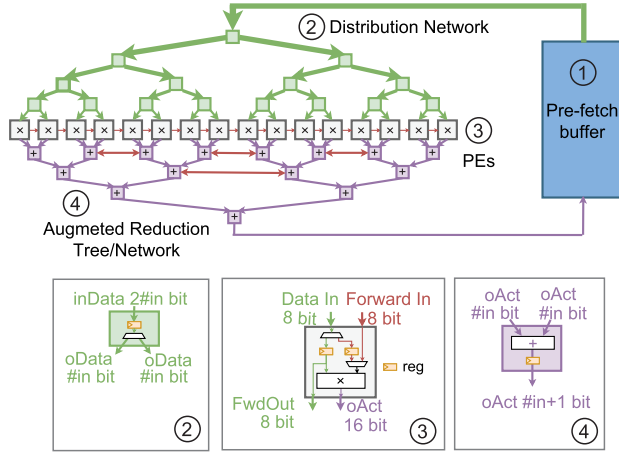 2 Distribution Network
1
Pre-fetch
buffer
× × × × × × × × × × × × × × × ×
3
PEs
+ + + + + + + +
+ + + +
4
+ +
+
Augmeted Reduction
Tree/Network
inData 2#in bit
oData
#in bit
oData
#in bit
2
Data In
8 bit
Forward In
8 bit
reg
×
FwdOut
8 bit
oAct
16 bit
3
oAct
#in bit
oAct
#in bit
+
oAct #in+1 bit
4